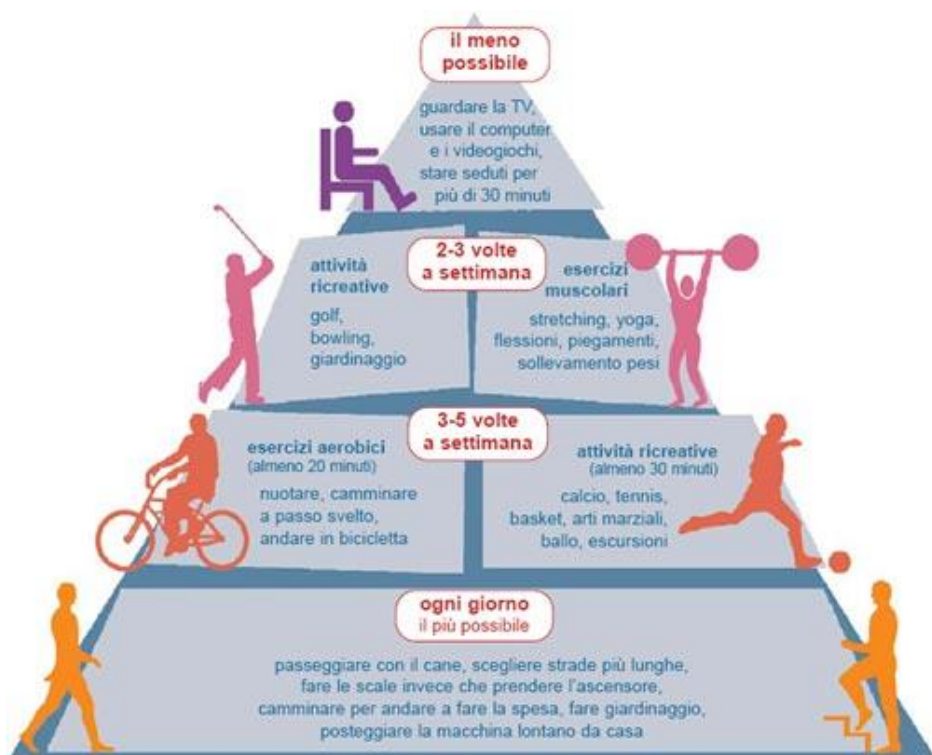 il meno
possibile
guardare la TV,
usare il computer
e i videogiochi,
stare seduti per
più di 30 minuti
2-3 volte
a settimana
attività
ricreative
golf,
bowling,
giardinaggio
esercizi
muscolari
stretching, yoga,
flessioni, piegamenti,
sollevamento pesi
3-5 volte
a settimana
esercizi aerobici
(almeno 20 minuti)
nuotare, camminare
a passo svelto,
andare in bicicletta
attività ricreative
(almeno 30 minuti)
calcio, tennis,
basket, arti marziali,
ballo, escursioni
ogni giorno
il più possibile
passeggiare con il cane, scegliere strade più lunghe,
fare le scale invece che prendere l'ascensore,
camminare per andare a fare la spesa, fare giardinaggio,
posteggiare la macchina lontano da casa